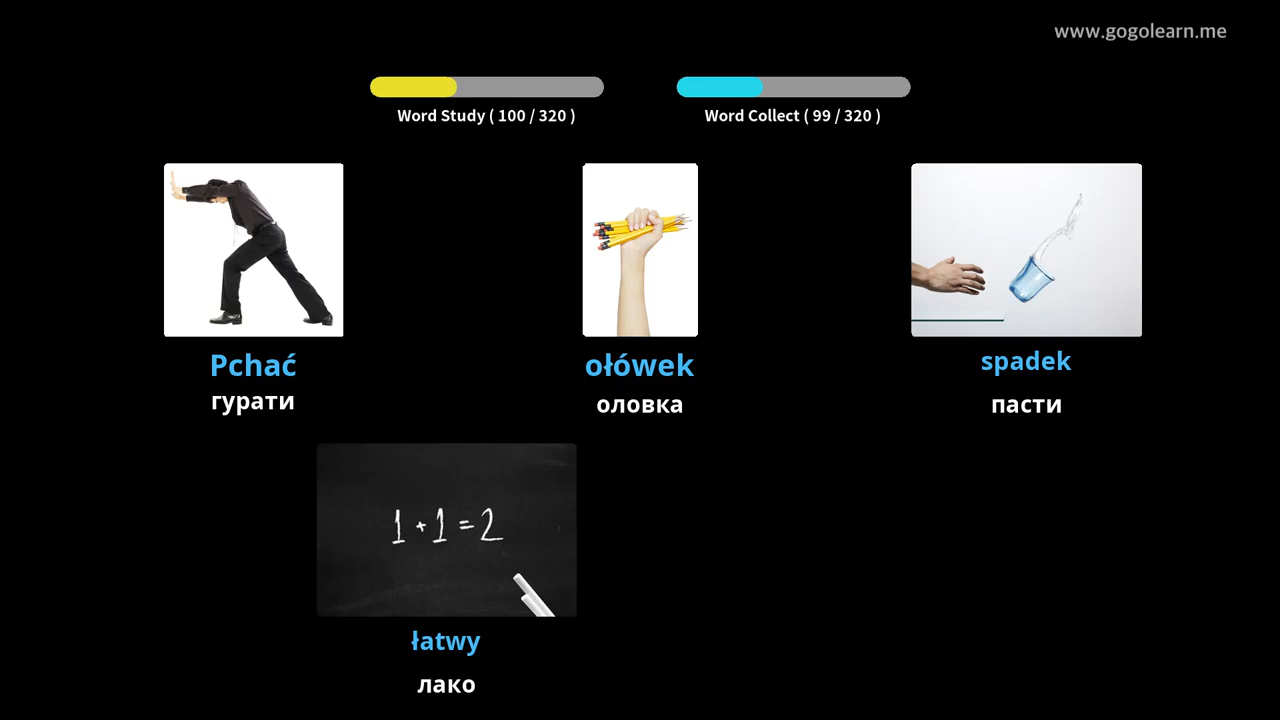 www.gogolearn.me
Word Study ( 100 / 320 )
Word Collect ( 99 / 320 )
Pchać
гурати
ołówek
оловка
spadek
пасти
1 + 1 = 2
łatwy
лако